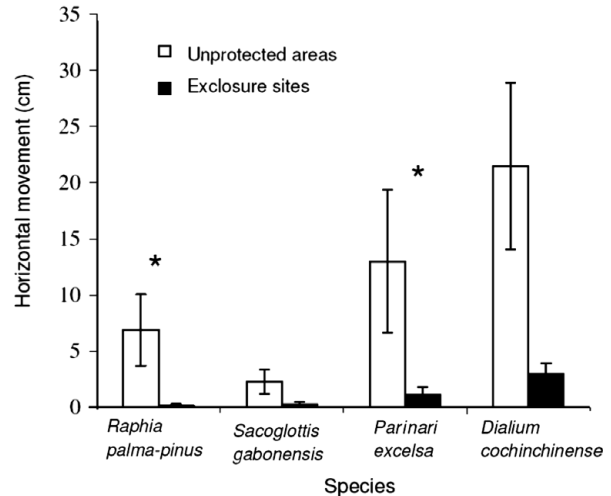 35
30
25
20
15
10
5
0
Horizontal movement (cm)
Unprotected areas
Exclosure sites
*
*
Raphia
palma-pinus
Sacoglottis
gabonensis
Parinari
excelsa
Dialium
cochinchinense
Species